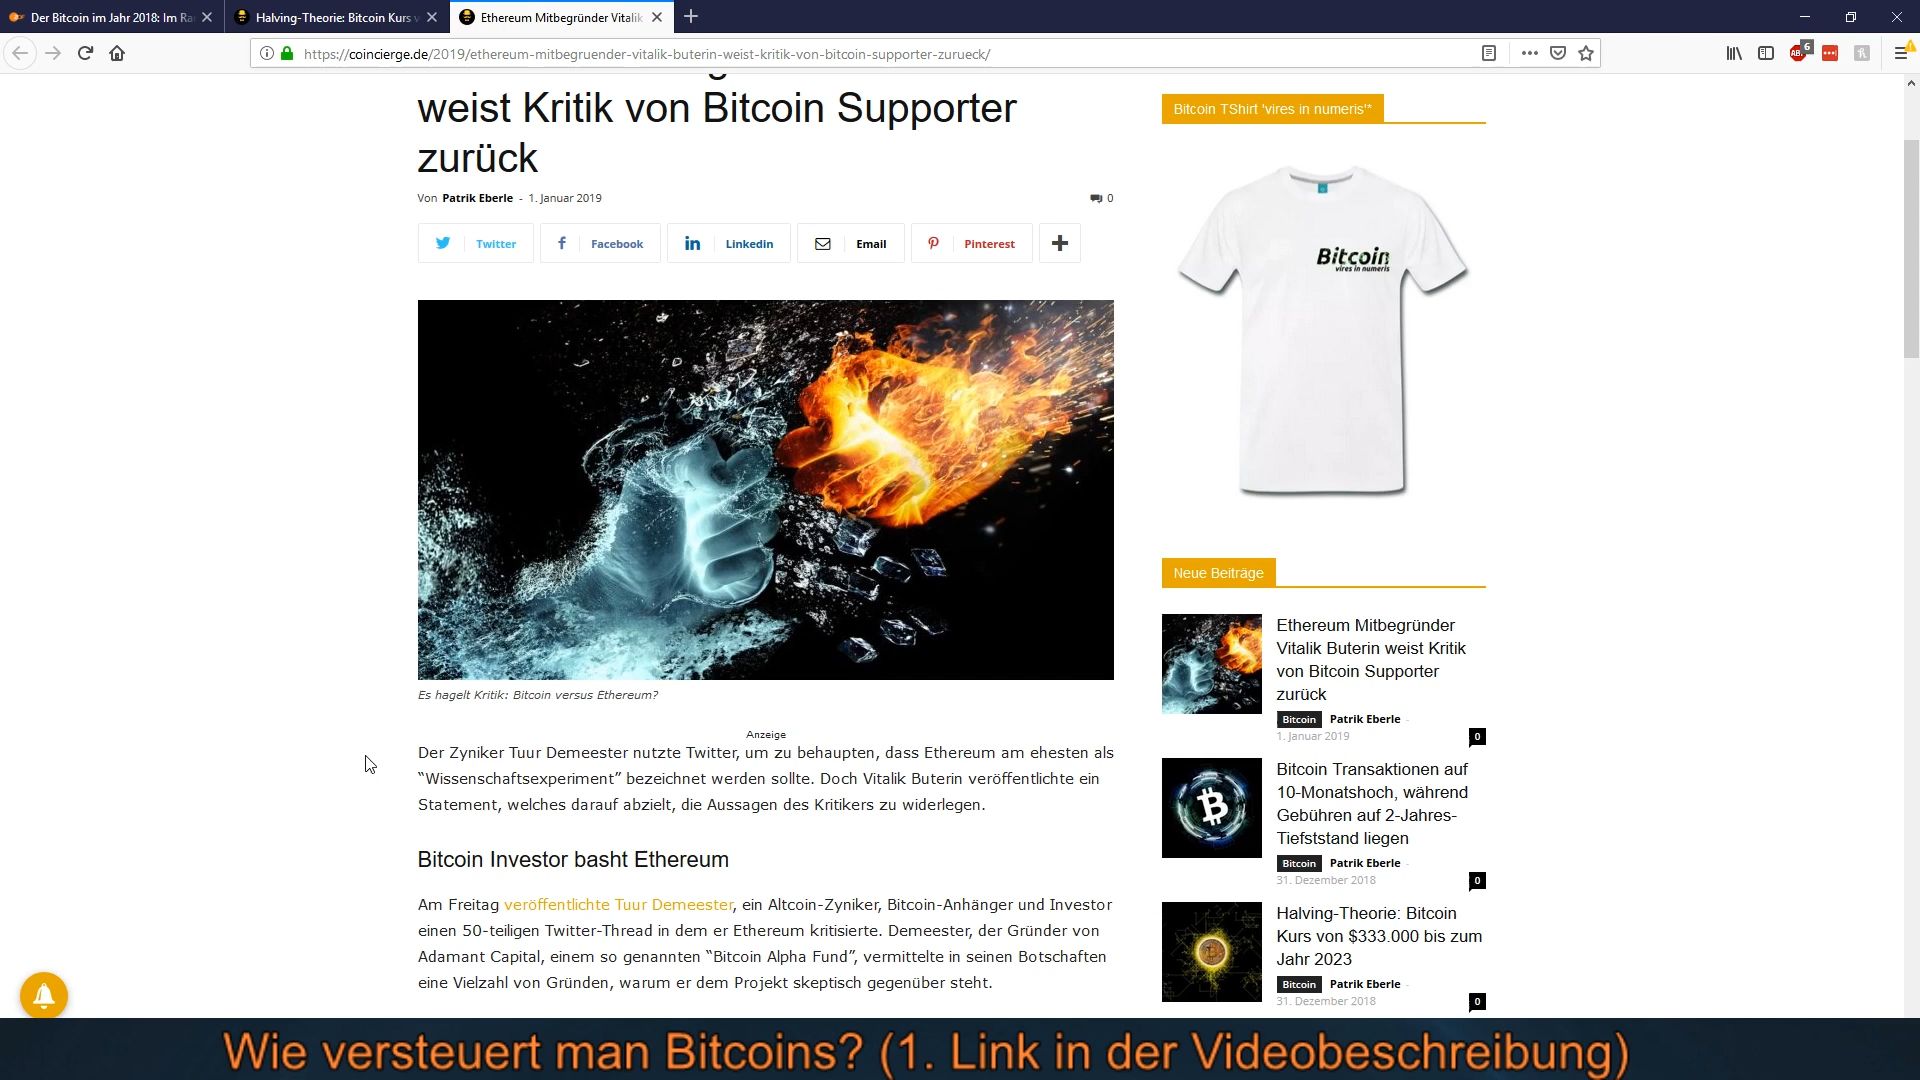 Der Bitcoin im Jahr 2018: Im Ra
Halving-Theorie: Bitcoin Kurs v
Ethereum Mitbegründer Vitalik
https://coincierge.de/2019/ethereum-mitbegruender-vitalik-buterin-weist-kritik-von-bitcoin-supporter-zurueck/
6
ABP
weist Kritik von Bitcoin Supporter
zurück
Von Patrik Eberle - 1. Januar 2019
0
Twitter
Facebook
Linkedin
Email
Pinterest
Es hagelt Kritik: Bitcoin versus Ethereum?
Anzeige
Der Zyniker Tuur Demeester nutzte Twitter, um zu behaupten, dass Ethereum am ehesten als
“Wissenschaftsexperiment” bezeichnet werden sollte. Doch Vitalik Buterin veröffentlichte ein
Statement, welches darauf abzielt, die Aussagen des Kritikers zu widerlegen.
Bitcoin Investor basht Ethereum
Am Freitag veröffentlichte Tuur Demeester, ein Altcoin-Zyniker, Bitcoin-Anhänger und Investor
einen 50-teiligen Twitter-Thread in dem er Ethereum kritisierte. Demeester, der Gründer von
Adamant Capital, einem so genannten “Bitcoin Alpha Fund”, vermittelte in seinen Botschaften
eine Vielzahl von Gründen, warum er dem Projekt skeptisch gegenüber steht.
Bitcoin TShirt 'vires in numeris'*
Bitcoin
vires in numeris
Neue Beiträge
Ethereum Mitbegründer
Vitalik Buterin weist Kritik
von Bitcoin Supporter
zurück
Bitcoin Patrik Eberle -
1. Januar 2019
0
Bitcoin Transaktionen auf
10-Monatshoch, während
Gebühren auf 2-Jahres-
Tiefststand liegen
Bitcoin Patrik Eberle -
31. Dezember 2018
0
Halving-Theorie: Bitcoin
Kurs von $333.000 bis zum
Jahr 2023
Bitcoin Patrik Eberle -
31. Dezember 2018
0
Wie versteuert man Bitcoins? (1. Link in der Videobeschreibung)